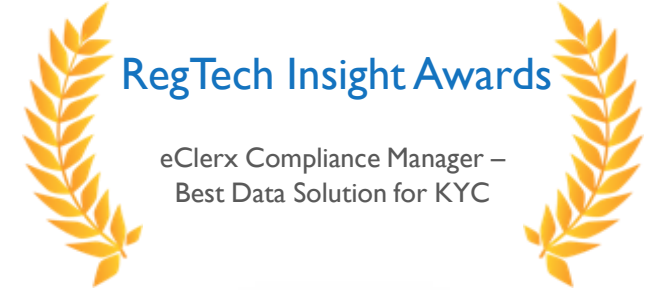 RegTech Insight Awards
eClerx Compliance Manager –
Best Data Solution for KYC